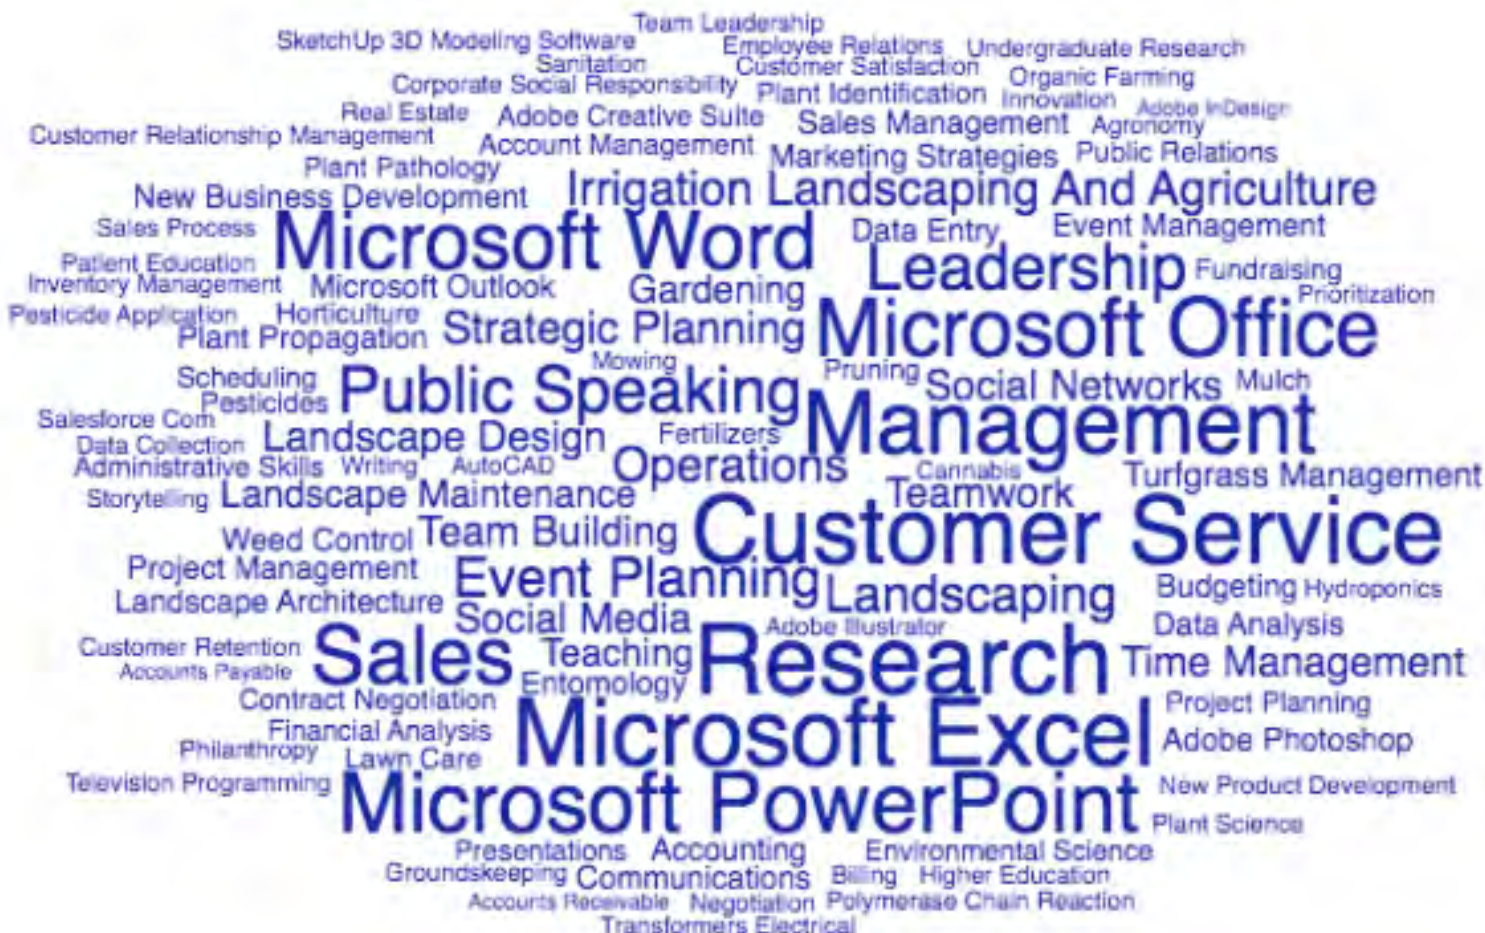 Team Leadership
SketchUp 3D Modeling Software
Employee Relations
Undergraduate Research
Sanitation
Customer Satisfaction
Organic Farming
Corporate Social Responsibility
Plant Identification
Innovation
Adobe InDesign
Real Estate
Adobe Creative Suite
Sales Management
Agronomy
Customer Relationship Management
Account Management
Marketing Strategies
Public Relations
Plant Pathology
New Business Development
Irrigation Landscaping And Agriculture
Sales Process
Microsoft Word
Data Entry
Event Management
Patient Education
Leadership
Fundraising
Inventory Management
Microsoft Outlook
Gardening
Prioritization
Pesticide Application
Horticulture
Plant Propagation
Strategic Planning
Microsoft Office
Mowing
Pruning
Scheduling
Pesticides
Public Speaking
Social Networks
Mulch
Salesforce Com
Management
Data Collection
Landscape Design
Fertilizers
Administrative Skills
Writing
AutoCAD
Operations
Cannabis
Turfgrass Management
Storytelling
Landscape Maintenance
Teamwork
Weed Control
Team Building
Customer Service
Project Management
Event Planning
Landscaping
Budgeting
Hydroponics
Landscape Architecture
Social Media
Adobe Illustrator
Data Analysis
Customer Retention
Sales
Teaching
Research
Time Management
Accounts Payable
Entomology
Contract Negotiation
Project Planning
Financial Analysis
Microsoft Excel
Adobe Photoshop
Philanthropy
Lawn Care
Television Programming
Microsoft PowerPoint
New Product Development
Plant Science
Presentations
Accounting
Environmental Science
Groundskeeping
Communications
Billing
Higher Education
Accounts Receivable
Negotiation
Polymerase Chain Reaction
Transformers Electrical